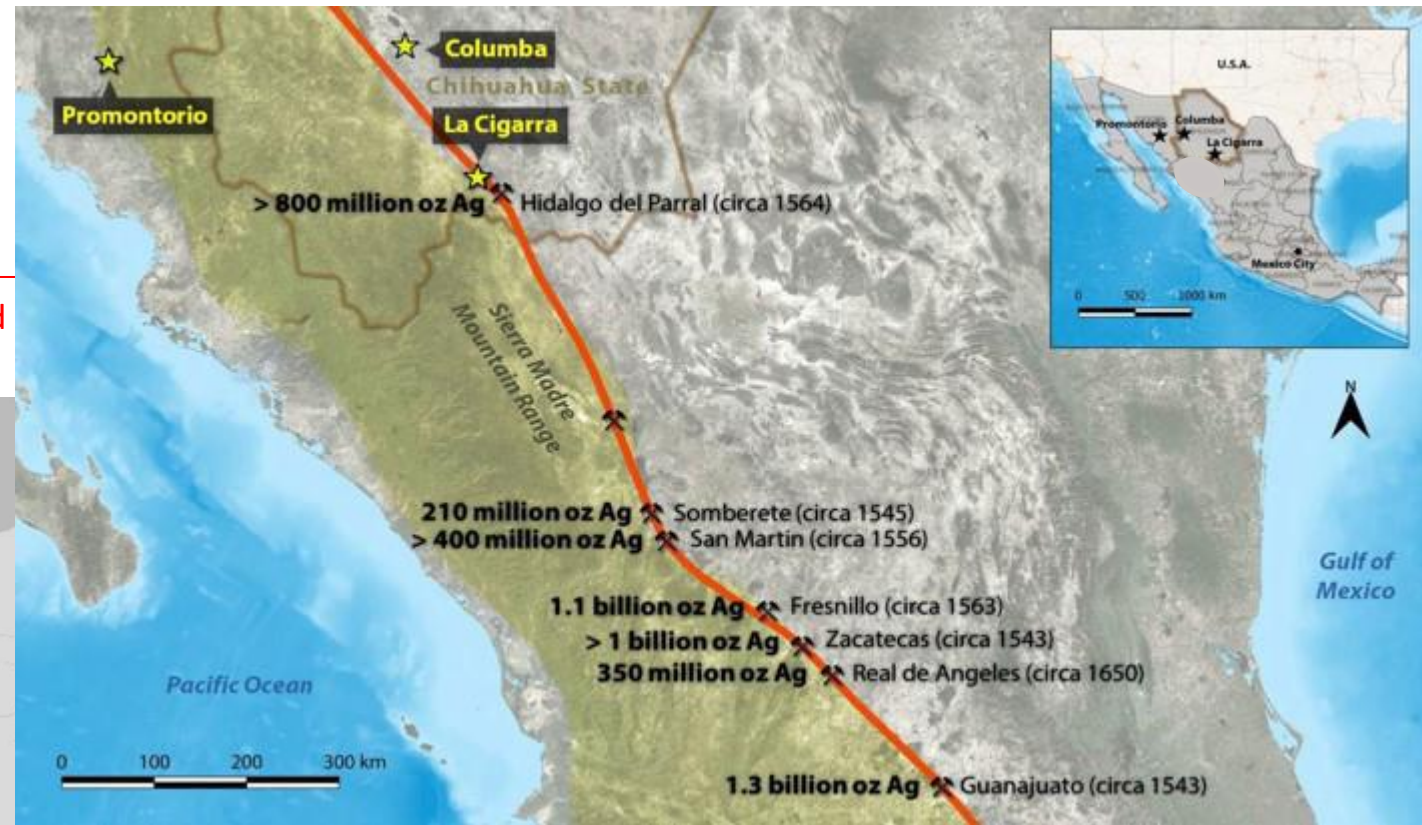 Columba
Chihuahua State
Promontorio
La Cigarra
> 800 million oz Ag Hidalgo del Parral (circa 1564)
Sierra Madre
Mountain Range
210 million oz Ag Somberete (circa 1545)
> 400 million oz Ag San Martin (circa 1556)
1.1 billion oz Ag Fresnillo (circa 1563)
> 1 billion oz Ag Zacatecas (circa 1543)
350 million oz Ag Real de Angeles (circa 1650)
1.3 billion oz Ag Guanajuato (circa 1543)
Pacific Ocean
0 100 200 300 km
U.S.A.
Promontorio
Columba
La Cigarra
Mexico City
0 500 1000 km
N
Gulf of
Mexico